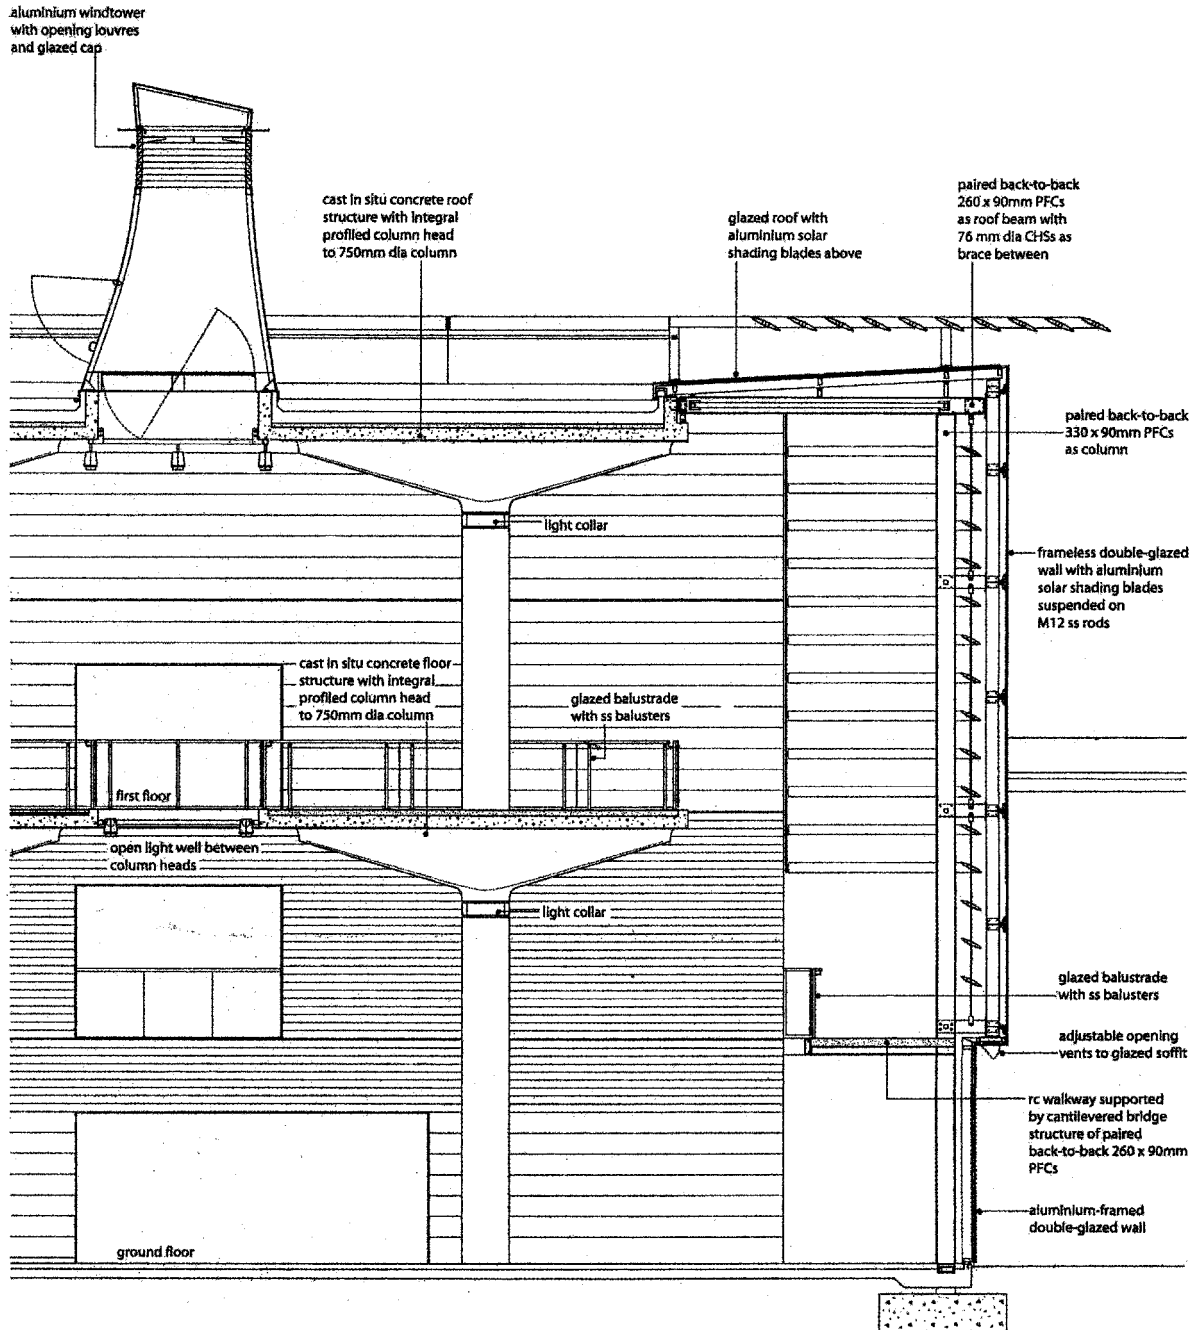 aluminium windtower
with opening louvres
and glazed cap
cast in situ concrete roof
structure with integral
profiled column head
to 750mm dia column
glazed roof with
aluminium solar
shading blades above
paired back-to-back
260 x 90mm PFCs
as roof beam with
76 mm dia CHSs as
brace between
paired back-to-back
330 x 90mm PFCs
as column
light collar
frameless double-glazed
wall with aluminium
solar shading blades
suspended on
M12 ss rods
cast in situ concrete floor
structure with integral
profiled column head
to 750mm dia column
glazed balustrade
with ss balusters
first floor
open light well between
column heads
light collar
glazed balustrade
with ss balusters
adjustable opening
vents to glazed soffit
rc walkway supported
by cantilevered bridge
structure of paired
back-to-back 260 x 90mm
PFCs
aluminium-framed
double-glazed wall
ground floor